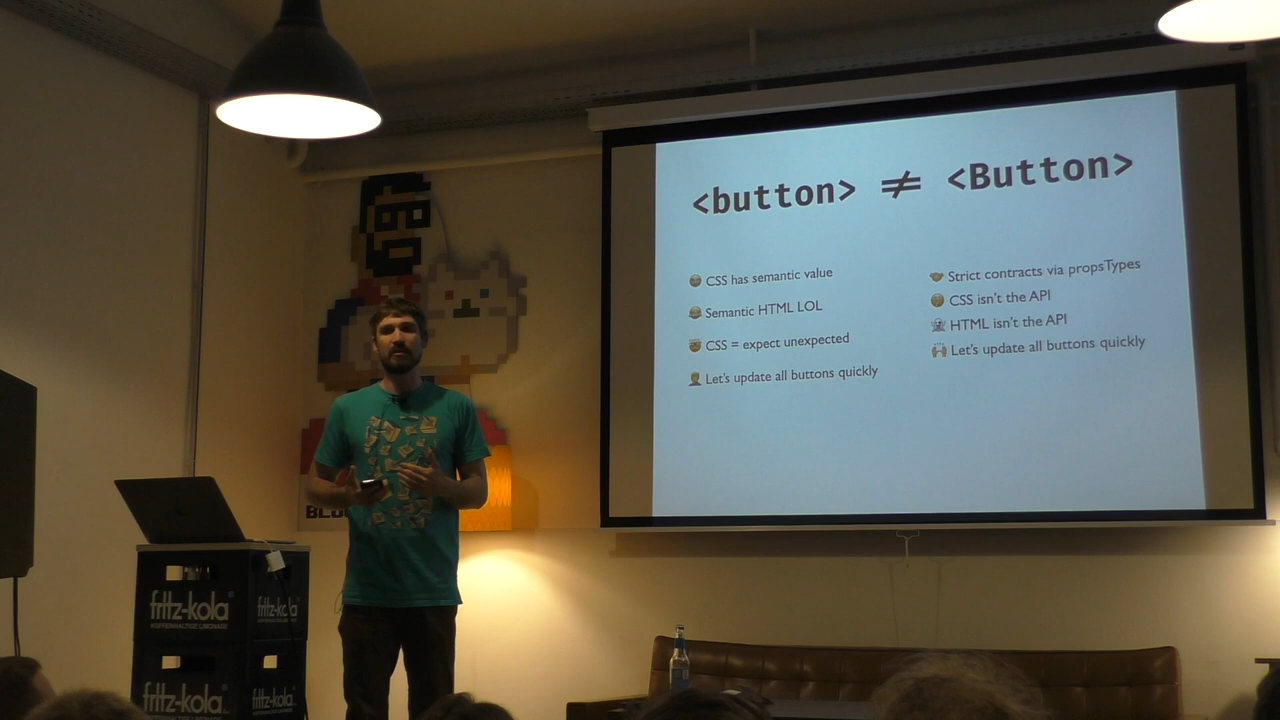 <button> ≠ <Button>
CSS has semantic value
Semantic HTML LOL
CSS = expect unexpected
Let's update all buttons quickly
Strict contracts via propsTypes
CSS isn't the API
HTML isn't the API
Let's update all buttons quickly
fritz-kola
KOFFEINHALTIGE LIMONADE
fritz-kola
fritz-kola
fritz-kola